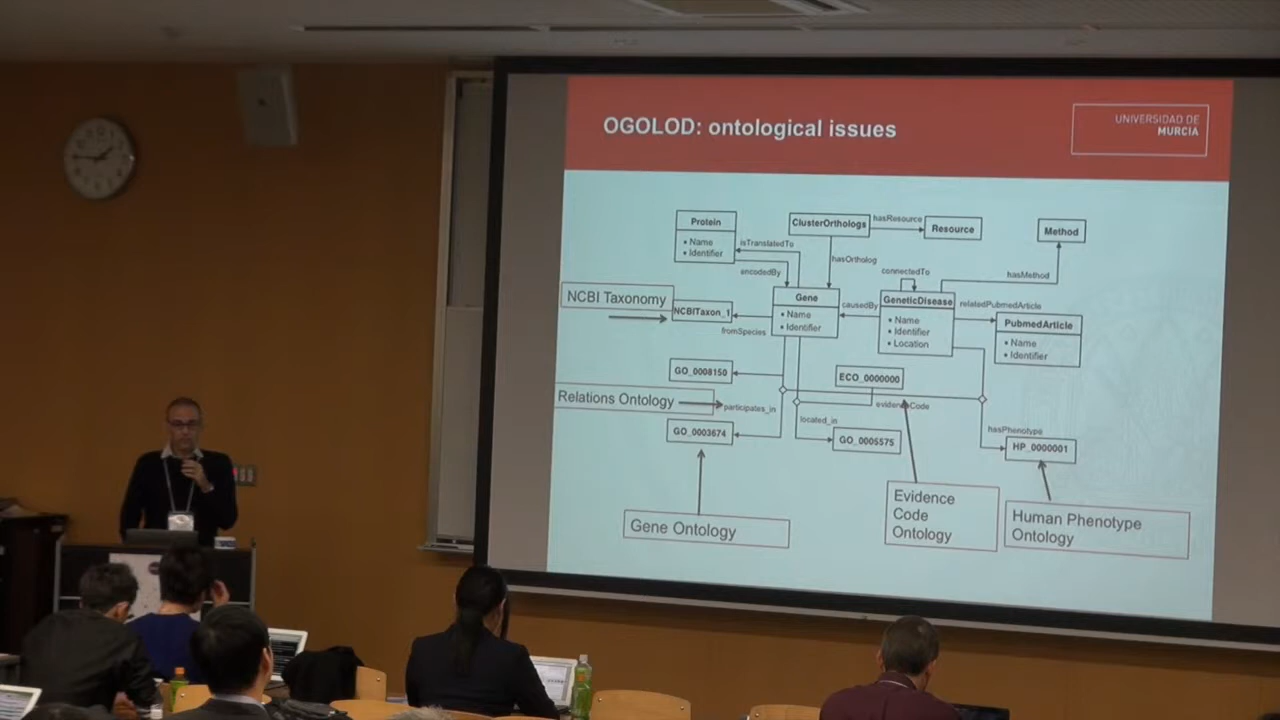 OGOLOD: ontological issues
UNIVERSIDAD DE
MURCIA
Protein
• Name
• Identifier
ClusterOrthologs
hasResource
Resource
Method
isTranslatedTo
encodedBy
hasOrtholog
connectedTo
hasMethod
NCBI Taxonomy
NCBITaxon_1
fromSpecies
Gene
• Name
• Identifier
causedBy
GeneticDisease
• Name
• Identifier
• Location
relatedPubmedArticle
PubmedArticle
• Name
• Identifier
GO_0008150
ECO_0000000
Relations Ontology
participates_in
evidenceCode
GO_0003674
located_in
GO_0005575
hasPhenotype
HP_0000001
Gene Ontology
Evidence
Code
Ontology
Human Phenotype
Ontology